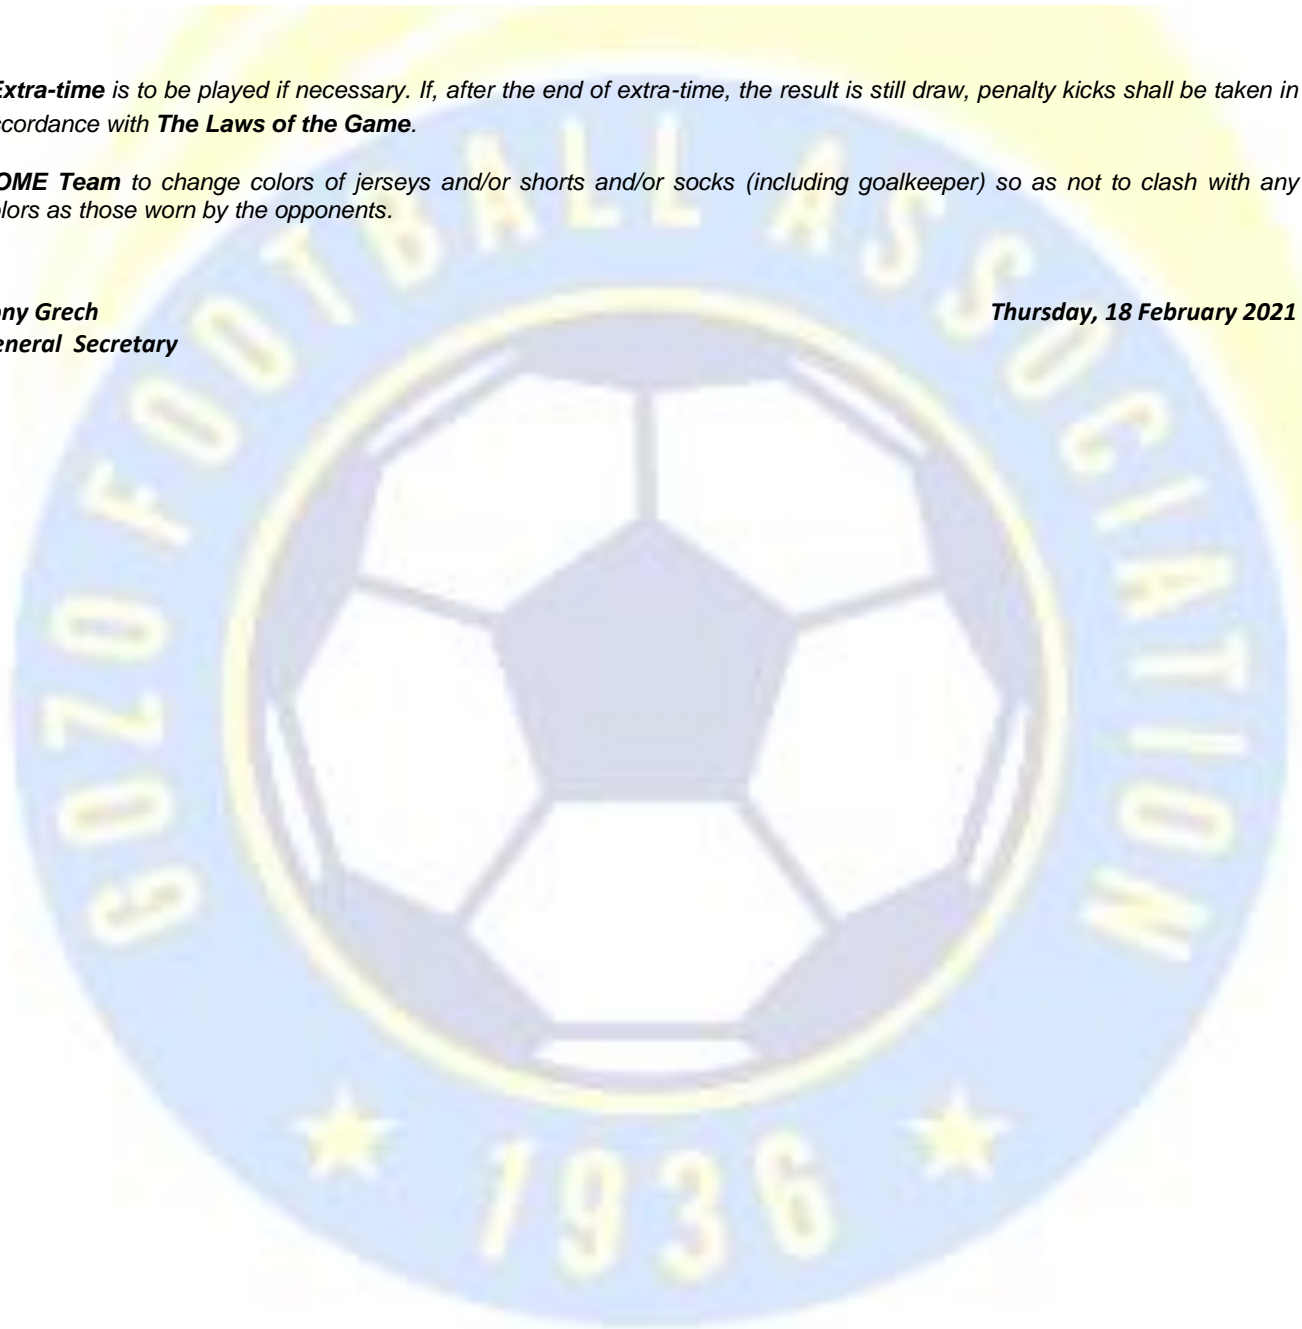 Extra-time is to be played if necessary. If, after the end of extra-time, the result is still draw, penalty kicks shall be taken in
ccordance with The Laws of the Game.
OME Team to change colors of jerseys and/or shorts and/or socks (including goalkeeper) so as not to clash with any
olors as those worn by the opponents.
ony Grech Thursday, 18 February 2021
eneral Secretary
GOZO FOOTBALL ASSOCIATION
1936